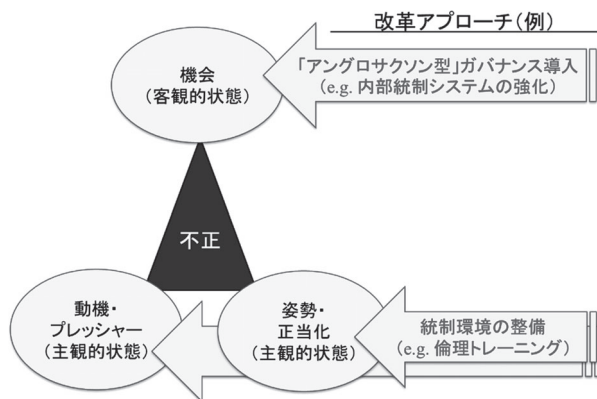 改革アプローチ(例)
機会
(客観的状態)
「アングロサクソン型」ガバナンス導入
(e.g. 内部統制システムの強化)
不正
動機・
プレッシャー
(主観的状態)
姿勢・
正当化
(主観的状態)
統制環境の整備
(e.g. 倫理トレーニング)